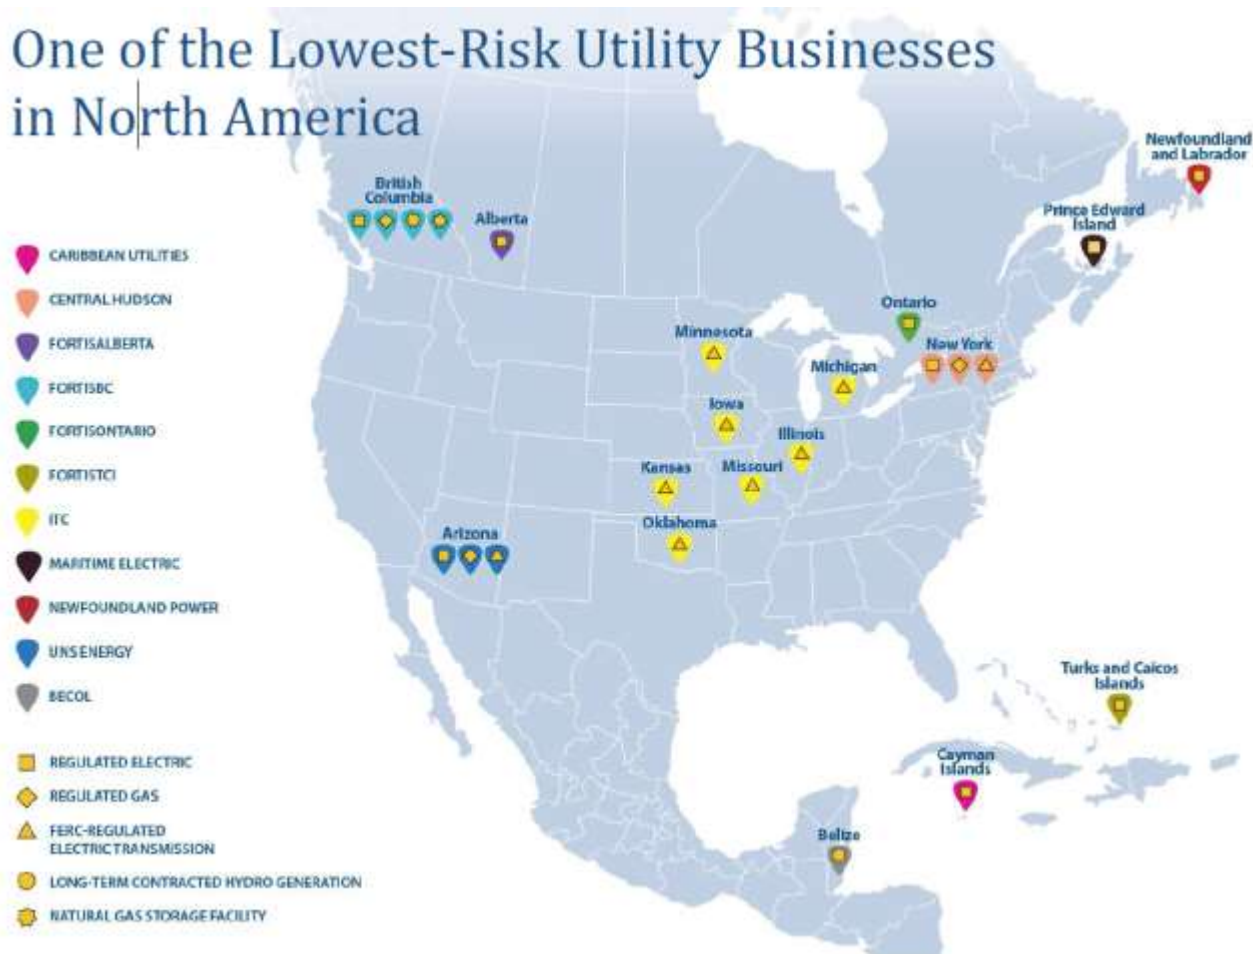 One of the Lowest-Risk Utility Businesses
in North America
Newfoundland
and Labrador
British
Columbia
Alberta
Prince Edward
Island
CARIBBEAN UTILITIES
CENTRAL HUDSON
FORTISALBERTA
FORTISBC
FORTISONTARIO
FORTISTCI
ITC
MARITIME ELECTRIC
NEWFOUNDLAND POWER
UNS ENERGY
BECOL
Ontario
Minnesota
New York
Michigan
Iowa
Illinois
Kansas
Missouri
Oklahoma
Arizona
Turks and Caicos
Islands
Cayman
Islands
Belize
REGULATED ELECTRIC
REGULATED GAS
FERC-REGULATED
ELECTRIC TRANSMISSION
LONG-TERM CONTRACTED HYDRO GENERATION
NATURAL GAS STORAGE FACILITY